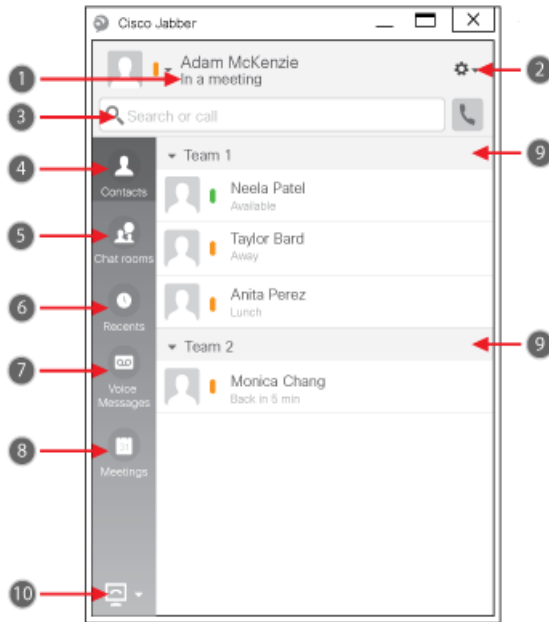 Cisco Jabber
Adam McKenzie
1
In a meeting
2
3
Search or call
Team 1
9
4
Contacts
Neela Patel
Available
5
Chat rooms
Taylor Bard
Away
6
Recents
Anita Perez
Lunch
Team 2
9
7
Voice
Messages
Monica Chang
Back in 5 min
8
31
Meetings
10